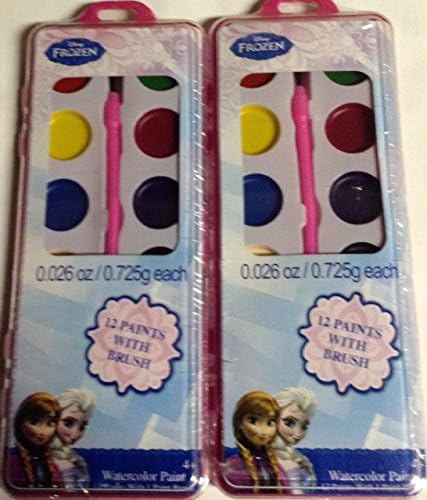 Disney
FROZEN
0.026 oz / 0.725g each
12 PAINTS
WITH
BRUSH
4+
Watercolor Paint
Disney
FROZEN
0.026 oz / 0.725g each
12 PAINTS
WITH
BRUSH
Watercolor Paint